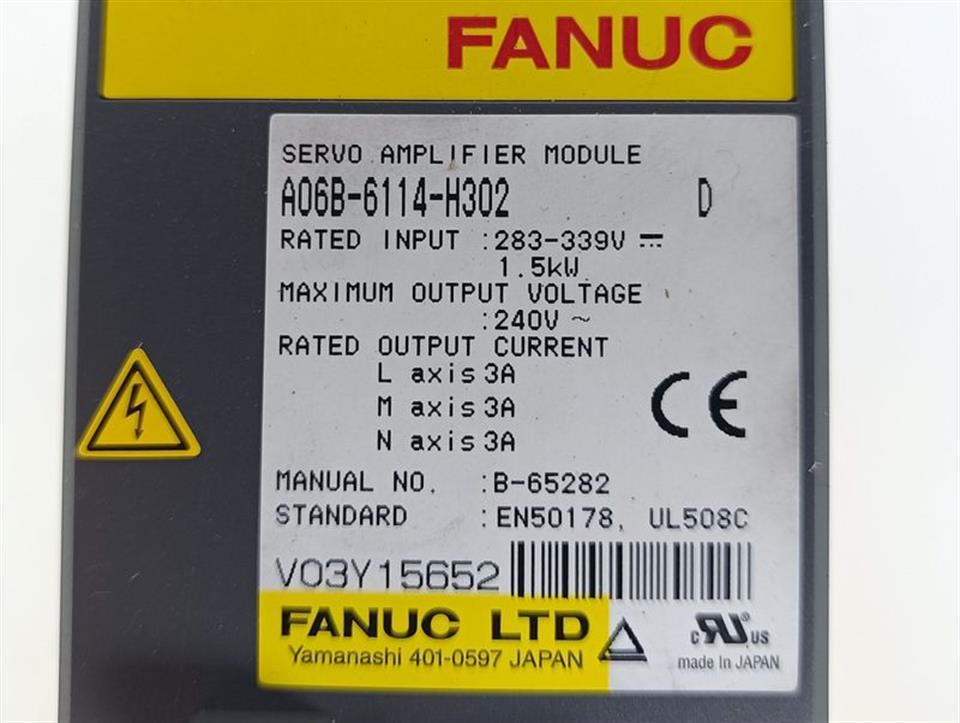 FANUC
SERVO AMPLIFIER MODULE
A06B-6114-H302 D
RATED INPUT :283-339V ⎓
1.5kW
MAXIMUM OUTPUT VOLTAGE
:240V ~
RATED OUTPUT CURRENT
L axis 3A
M axis 3A
N axis 3A
CE
MANUAL NO. :B-65282
STANDARD :EN50178, UL508C
V03Y15652
FANUC LTD
Yamanashi 401-0597 JAPAN
c RU US
made in JAPAN